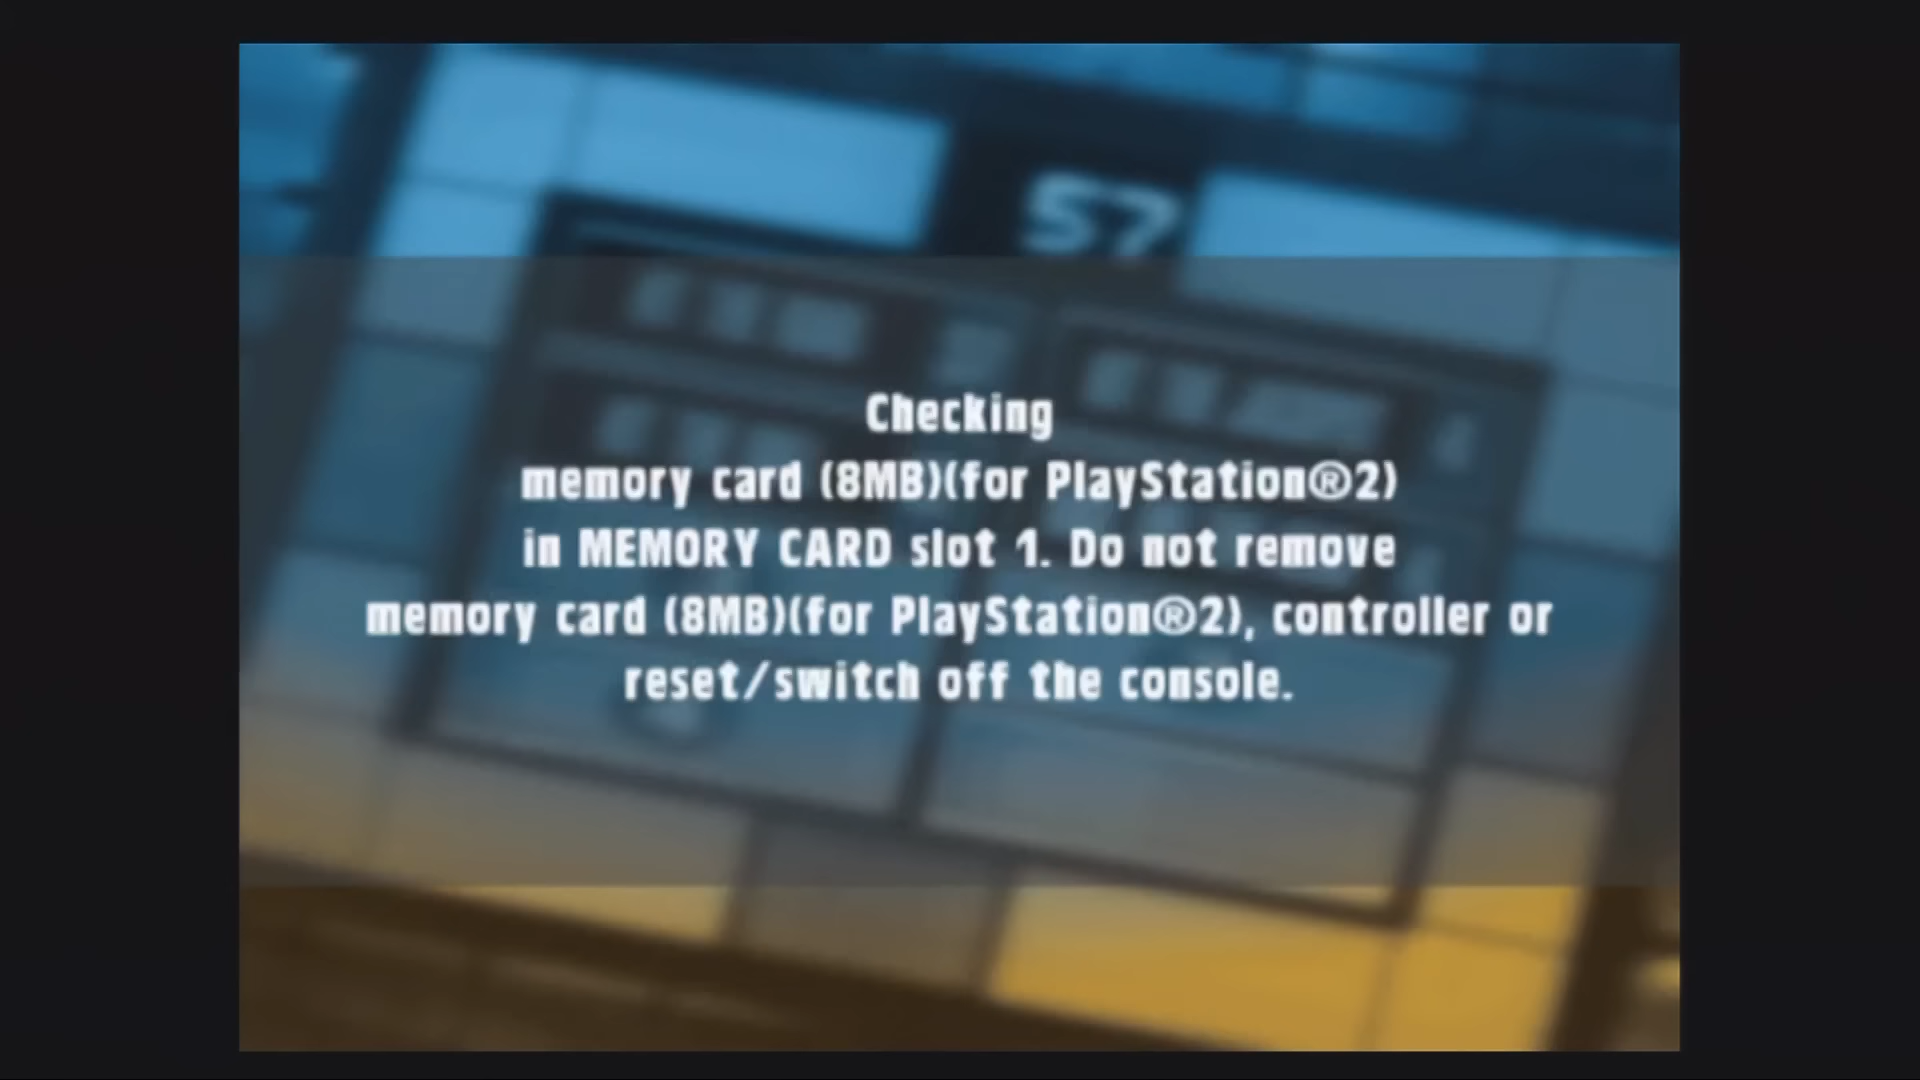 57
Checking
memory card (8MB)(for PlayStation®2)
in MEMORY CARD slot 1. Do not remove
memory card (8MB)(for PlayStation®2), controller or
reset/switch off the console.